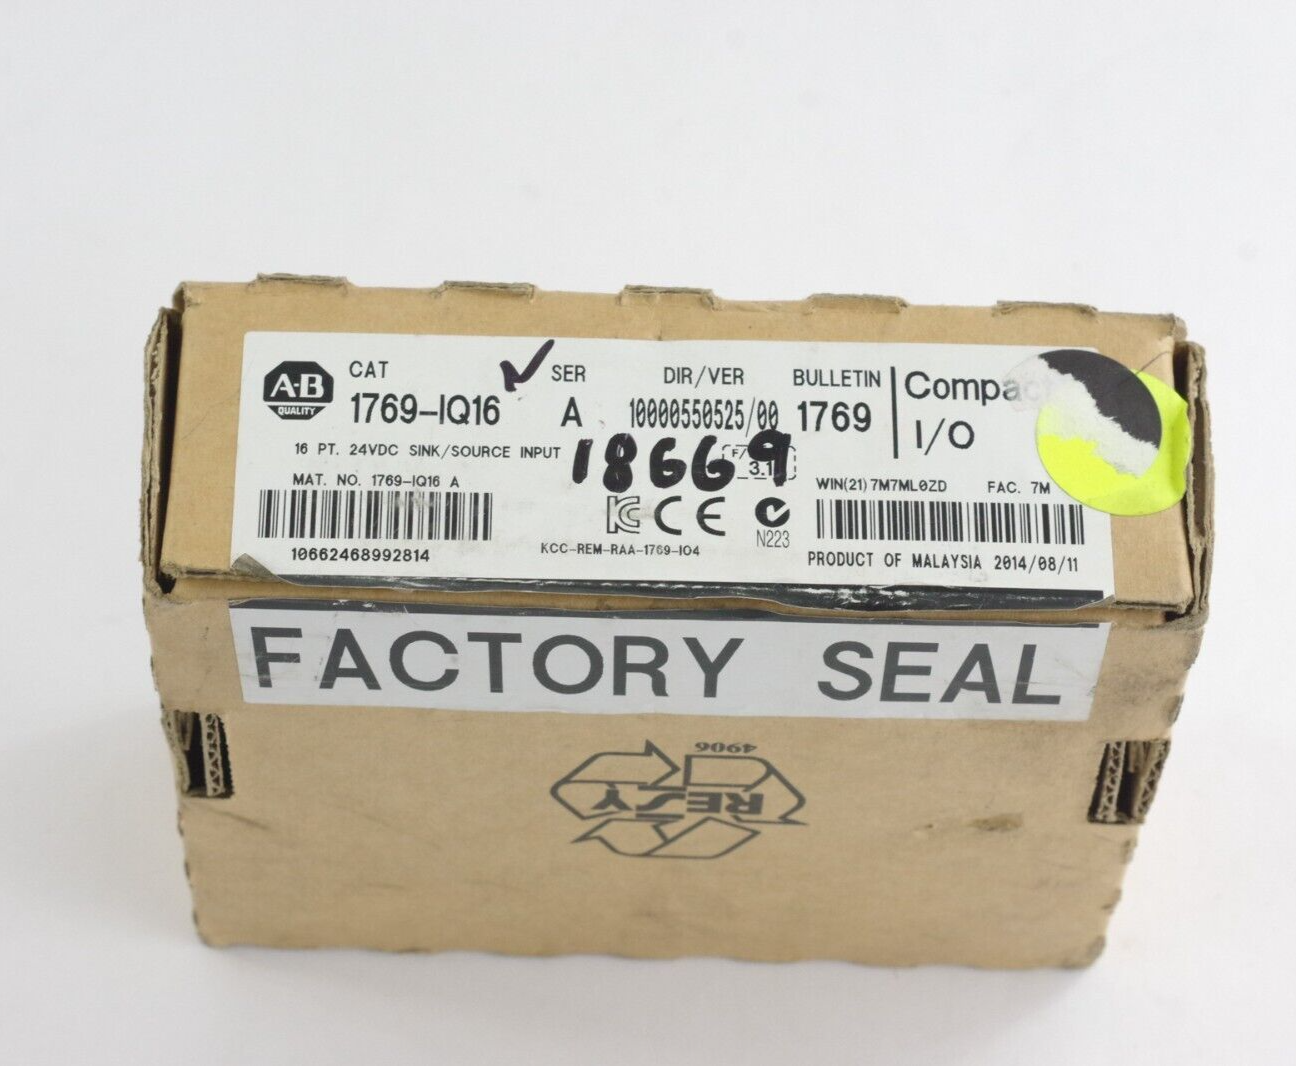 A-B
QUALITY
CAT
SER
DIR/VER
BULLETIN
1769-IQ16
A
10000550525/00
1769
Compact
I/O
16 PT. 24VDC SINK/SOURCE INPUT
18669
F/
3.1
MAT. NO. 1769-IQ16 A
WIN(21)7M7ML0ZD
FAC. 7M
10662468992814
KCC-REM-RAA-1769-IO4
CE
N223
PRODUCT OF MALAYSIA 2014/08/11
FACTORY SEAL
4906
RESY